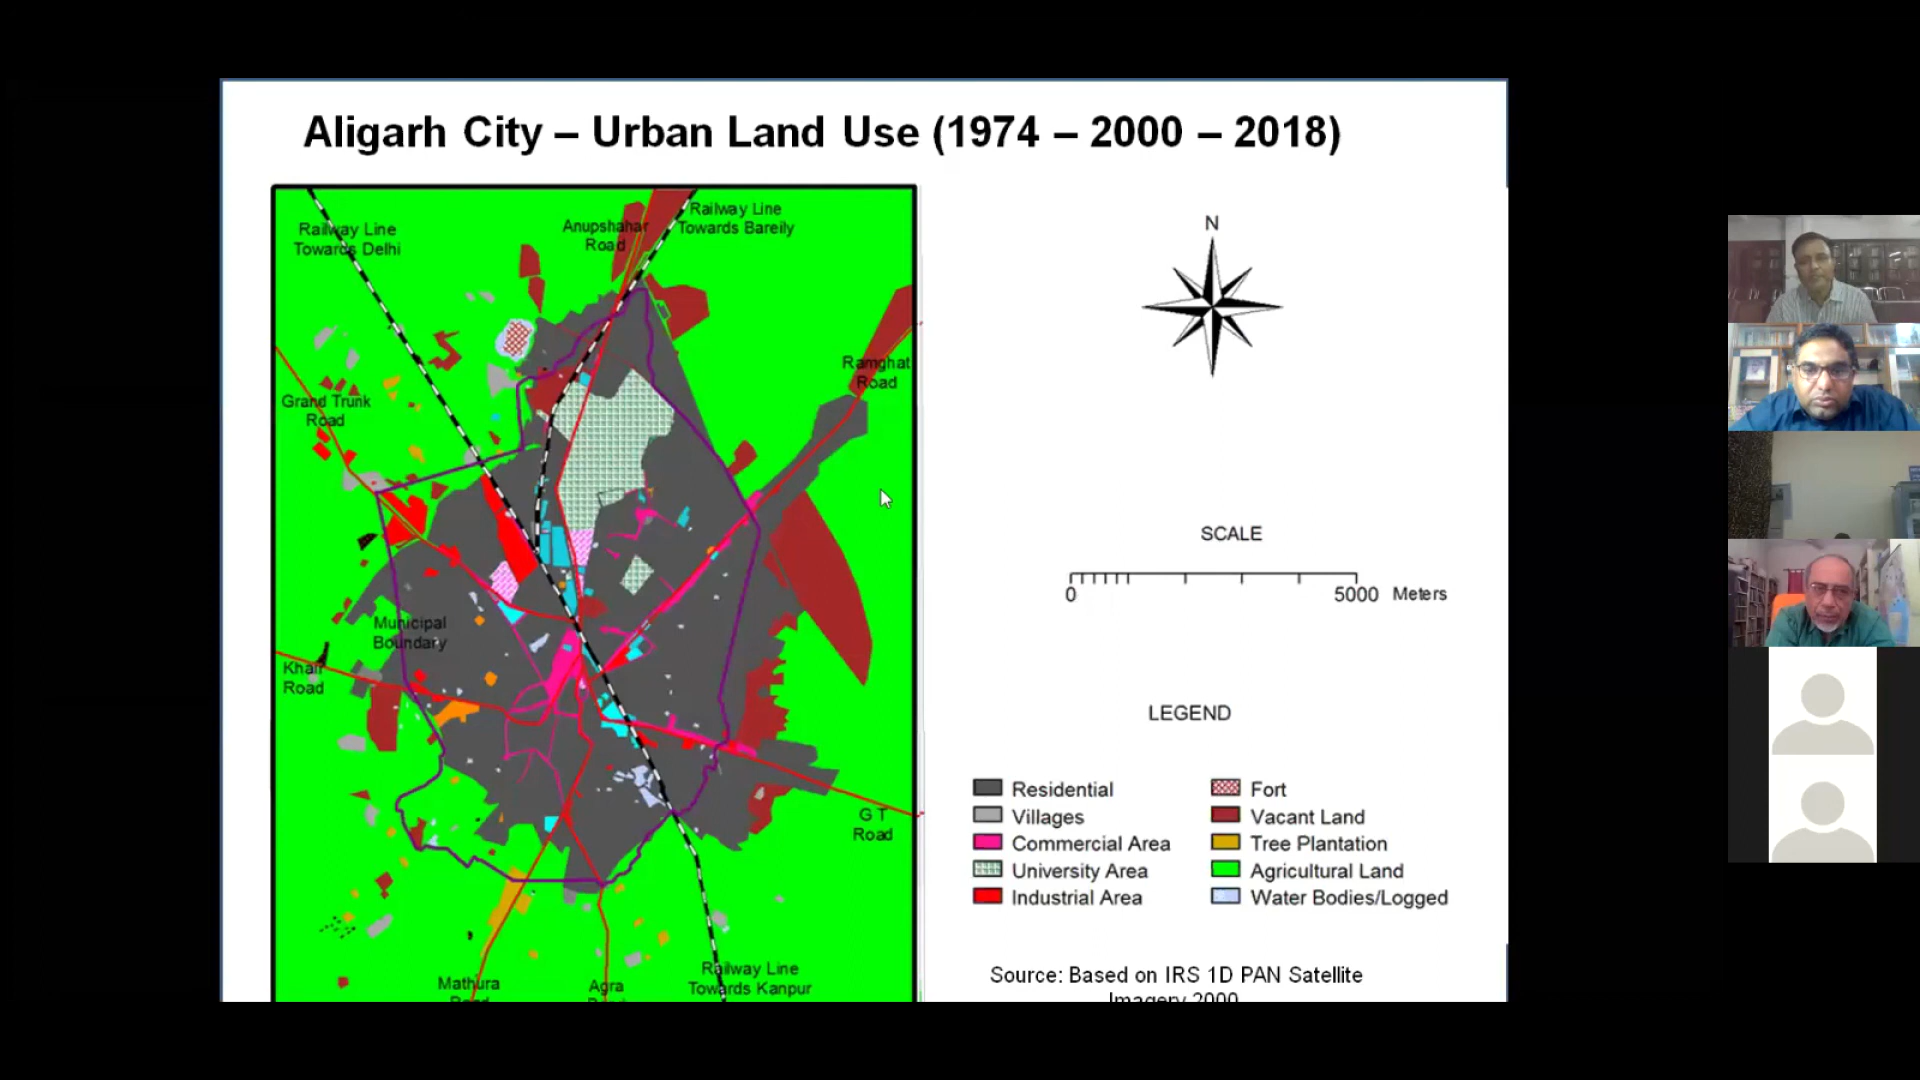 Aligarh City – Urban Land Use (1974 – 2000 – 2018)
Railway Line
Towards Delhi
Anupshahar
Road
Railway Line
Towards Bareily
Ramghat
Road
Grand Trunk
Road
Municipal
Boundary
Khair
Road
G T
Road
Mathura
Road
Agra
Road
Railway Line
Towards Kanpur
N
SCALE
0 5000 Meters
LEGEND
Residential
Villages
Commercial Area
University Area
Industrial Area
Fort
Vacant Land
Tree Plantation
Agricultural Land
Water Bodies/Logged
Source: Based on IRS 1D PAN Satellite
Imagery 2000